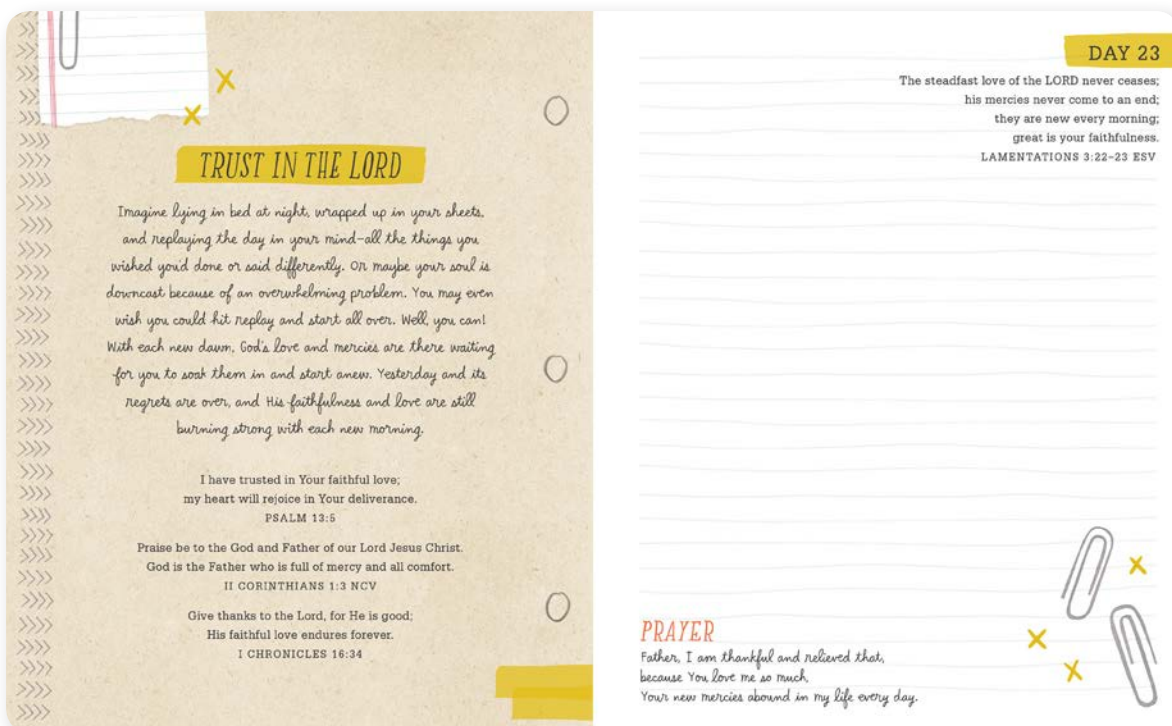 TRUST IN THE LORD
Imagine lying in bed at night, wrapped up in your sheets,
and replaying the day in your mind—all the things you
wished you'd done or said differently. Or maybe your soul is
downcast because of an overwhelming problem. You may even
wish you could hit replay and start all over. Well, you can!
With each new dawn, God's love and mercies are there waiting
for you to soak them in and start anew. Yesterday and its
regrets are over, and His faithfulness and love are still
burning strong with each new morning.
I have trusted in Your faithful love;
my heart will rejoice in Your deliverance.
PSALM 13:5
Praise be to the God and Father of our Lord Jesus Christ.
God is the Father who is full of mercy and all comfort.
II CORINTHIANS 1:3 NCV
Give thanks to the Lord, for He is good;
His faithful love endures forever.
I CHRONICLES 16:34
DAY 23
The steadfast love of the LORD never ceases;
his mercies never come to an end;
they are new every morning;
great is your faithfulness.
LAMENTATIONS 3:22–23 ESV
PRAYER
Father, I am thankful and relieved that,
because You love me so much,
Your new mercies abound in my life every day.